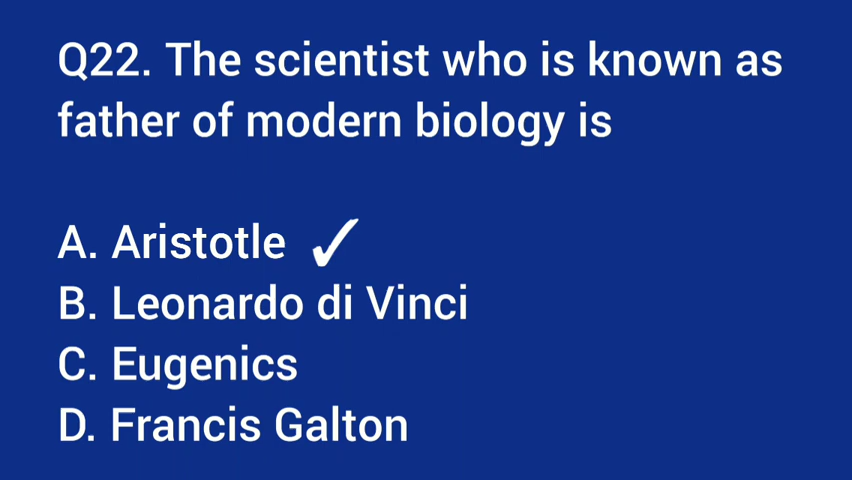 Q22. The scientist who is known as
father of modern biology is
A. Aristotle ✓
B. Leonardo di Vinci
C. Eugenics
D. Francis Galton